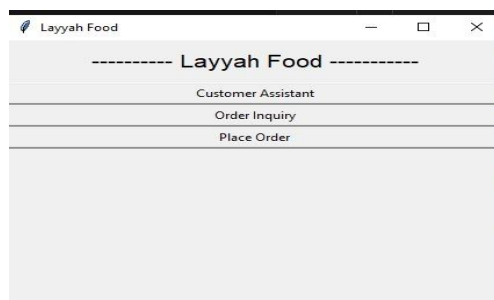 Layyah Food
---------- Layyah Food -----------
Customer Assistant
Order Inquiry
Place Order